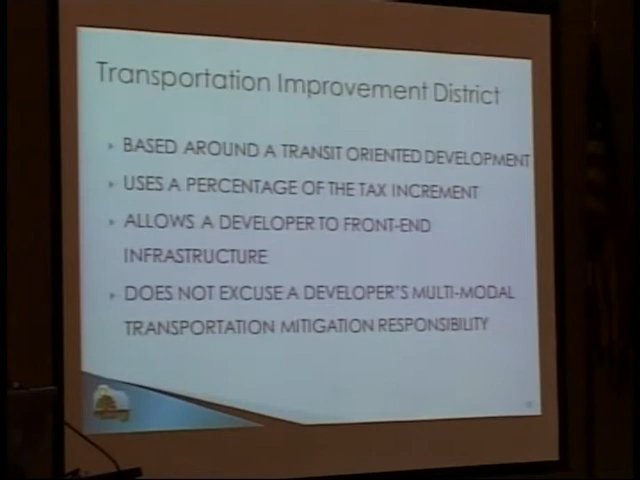 Transportation Improvement District
BASED AROUND A TRANSIT ORIENTED DEVELOPMENT
USES A PERCENTAGE OF THE TAX INCREMENT
ALLOWS A DEVELOPER TO FRONT-END
INFRASTRUCTURE
DOES NOT EXCUSE A DEVELOPER'S MULTI-MODAL
TRANSPORTATION MITIGATION RESPONSIBILITY